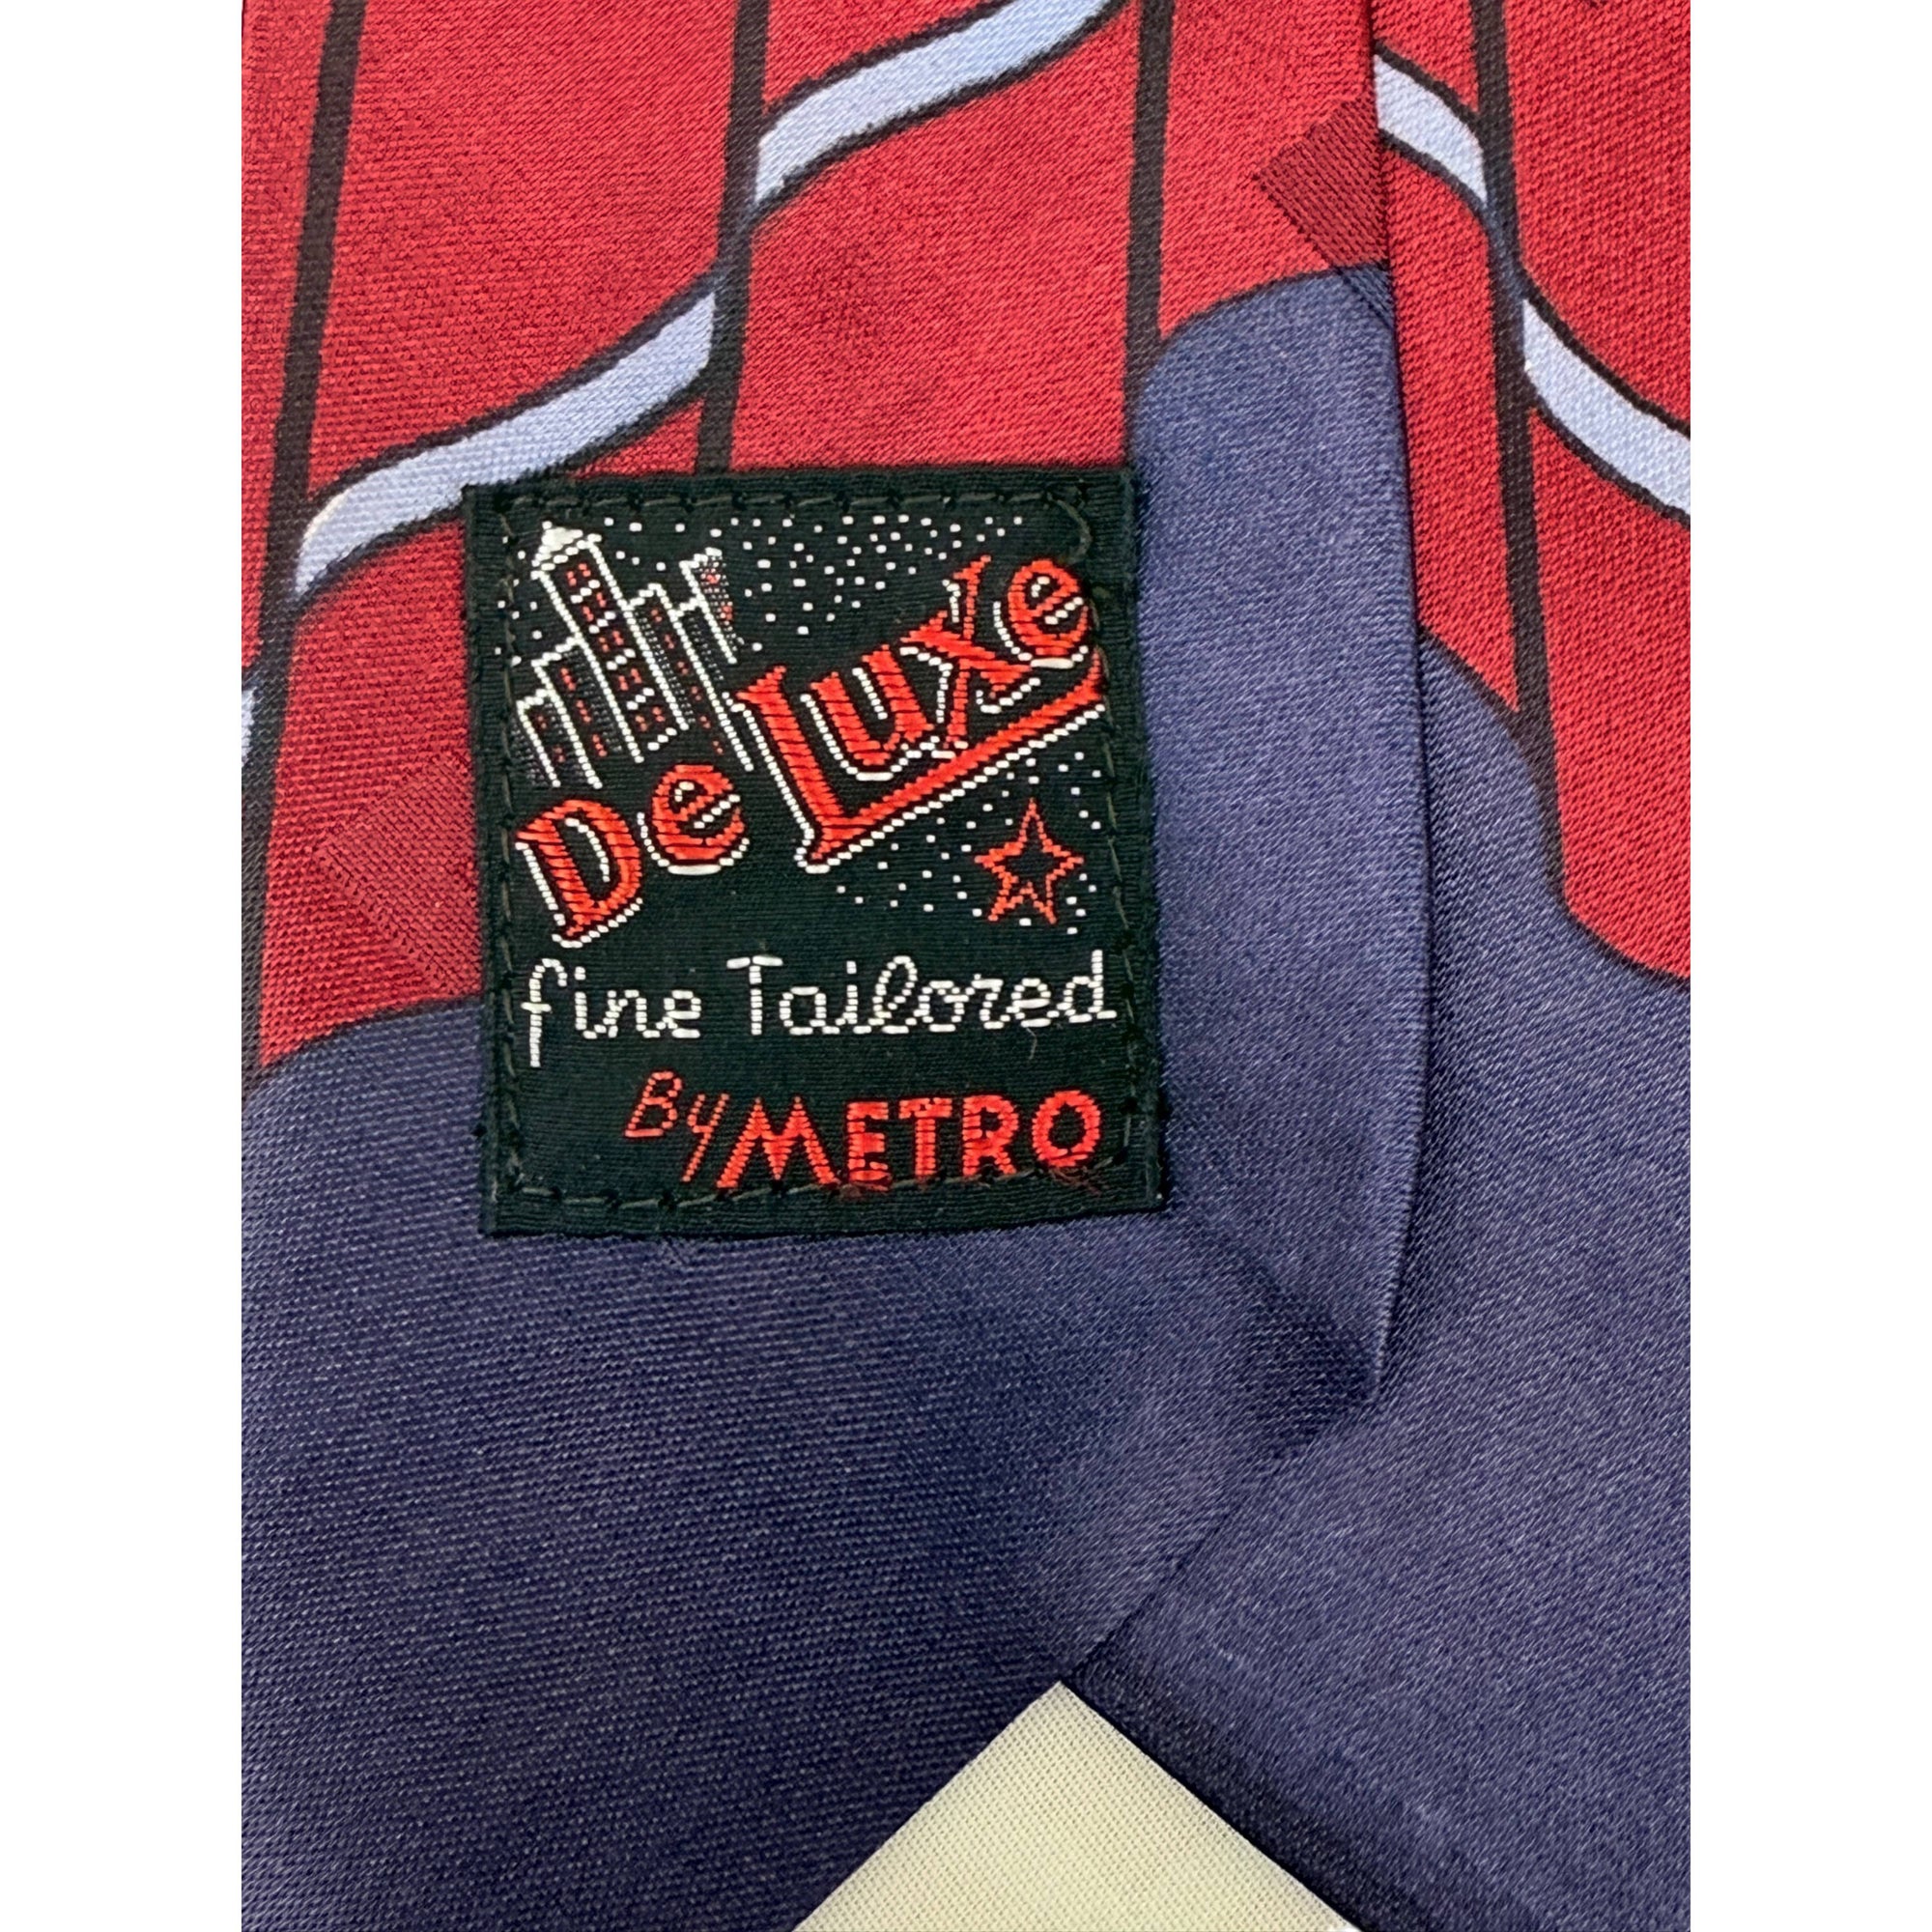 De Luxe
fine Tailored
By METRO